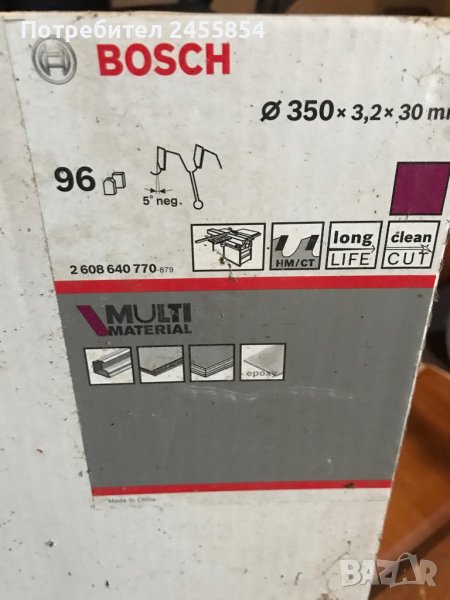 Потребител 2455854
BOSCH
Ø 350 × 3,2 × 30 m
96
5° neg.
HM/CT
long LIFE
clean CUT
2 608 640 770-879
MULTI
MATERIAL
epoxy
Made in China
BAZAR